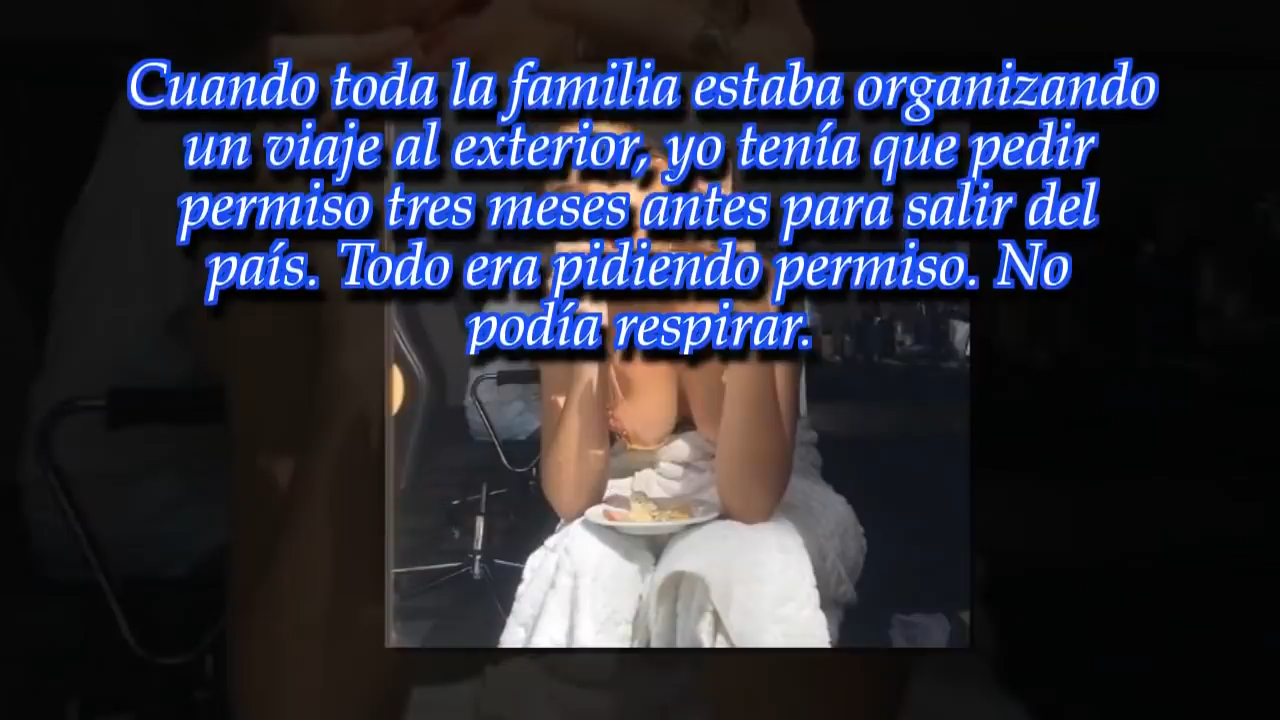 Cuando toda la familia estaba organizando
un viaje al exterior, yo tenía que pedir
permiso tres meses antes para salir del
país. Todo era pidiendo permiso. No
podía respirar.